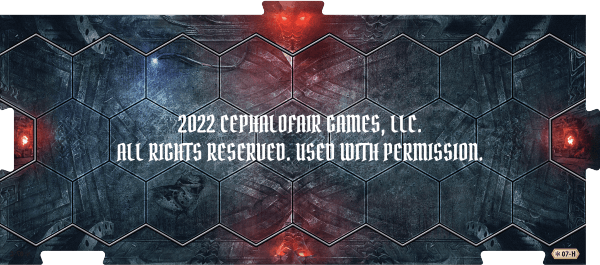 2022 CEPHALOFAIR GAMES, LLC.
ALL RIGHTS RESERVED. USED WITH PERMISSION.
07-H